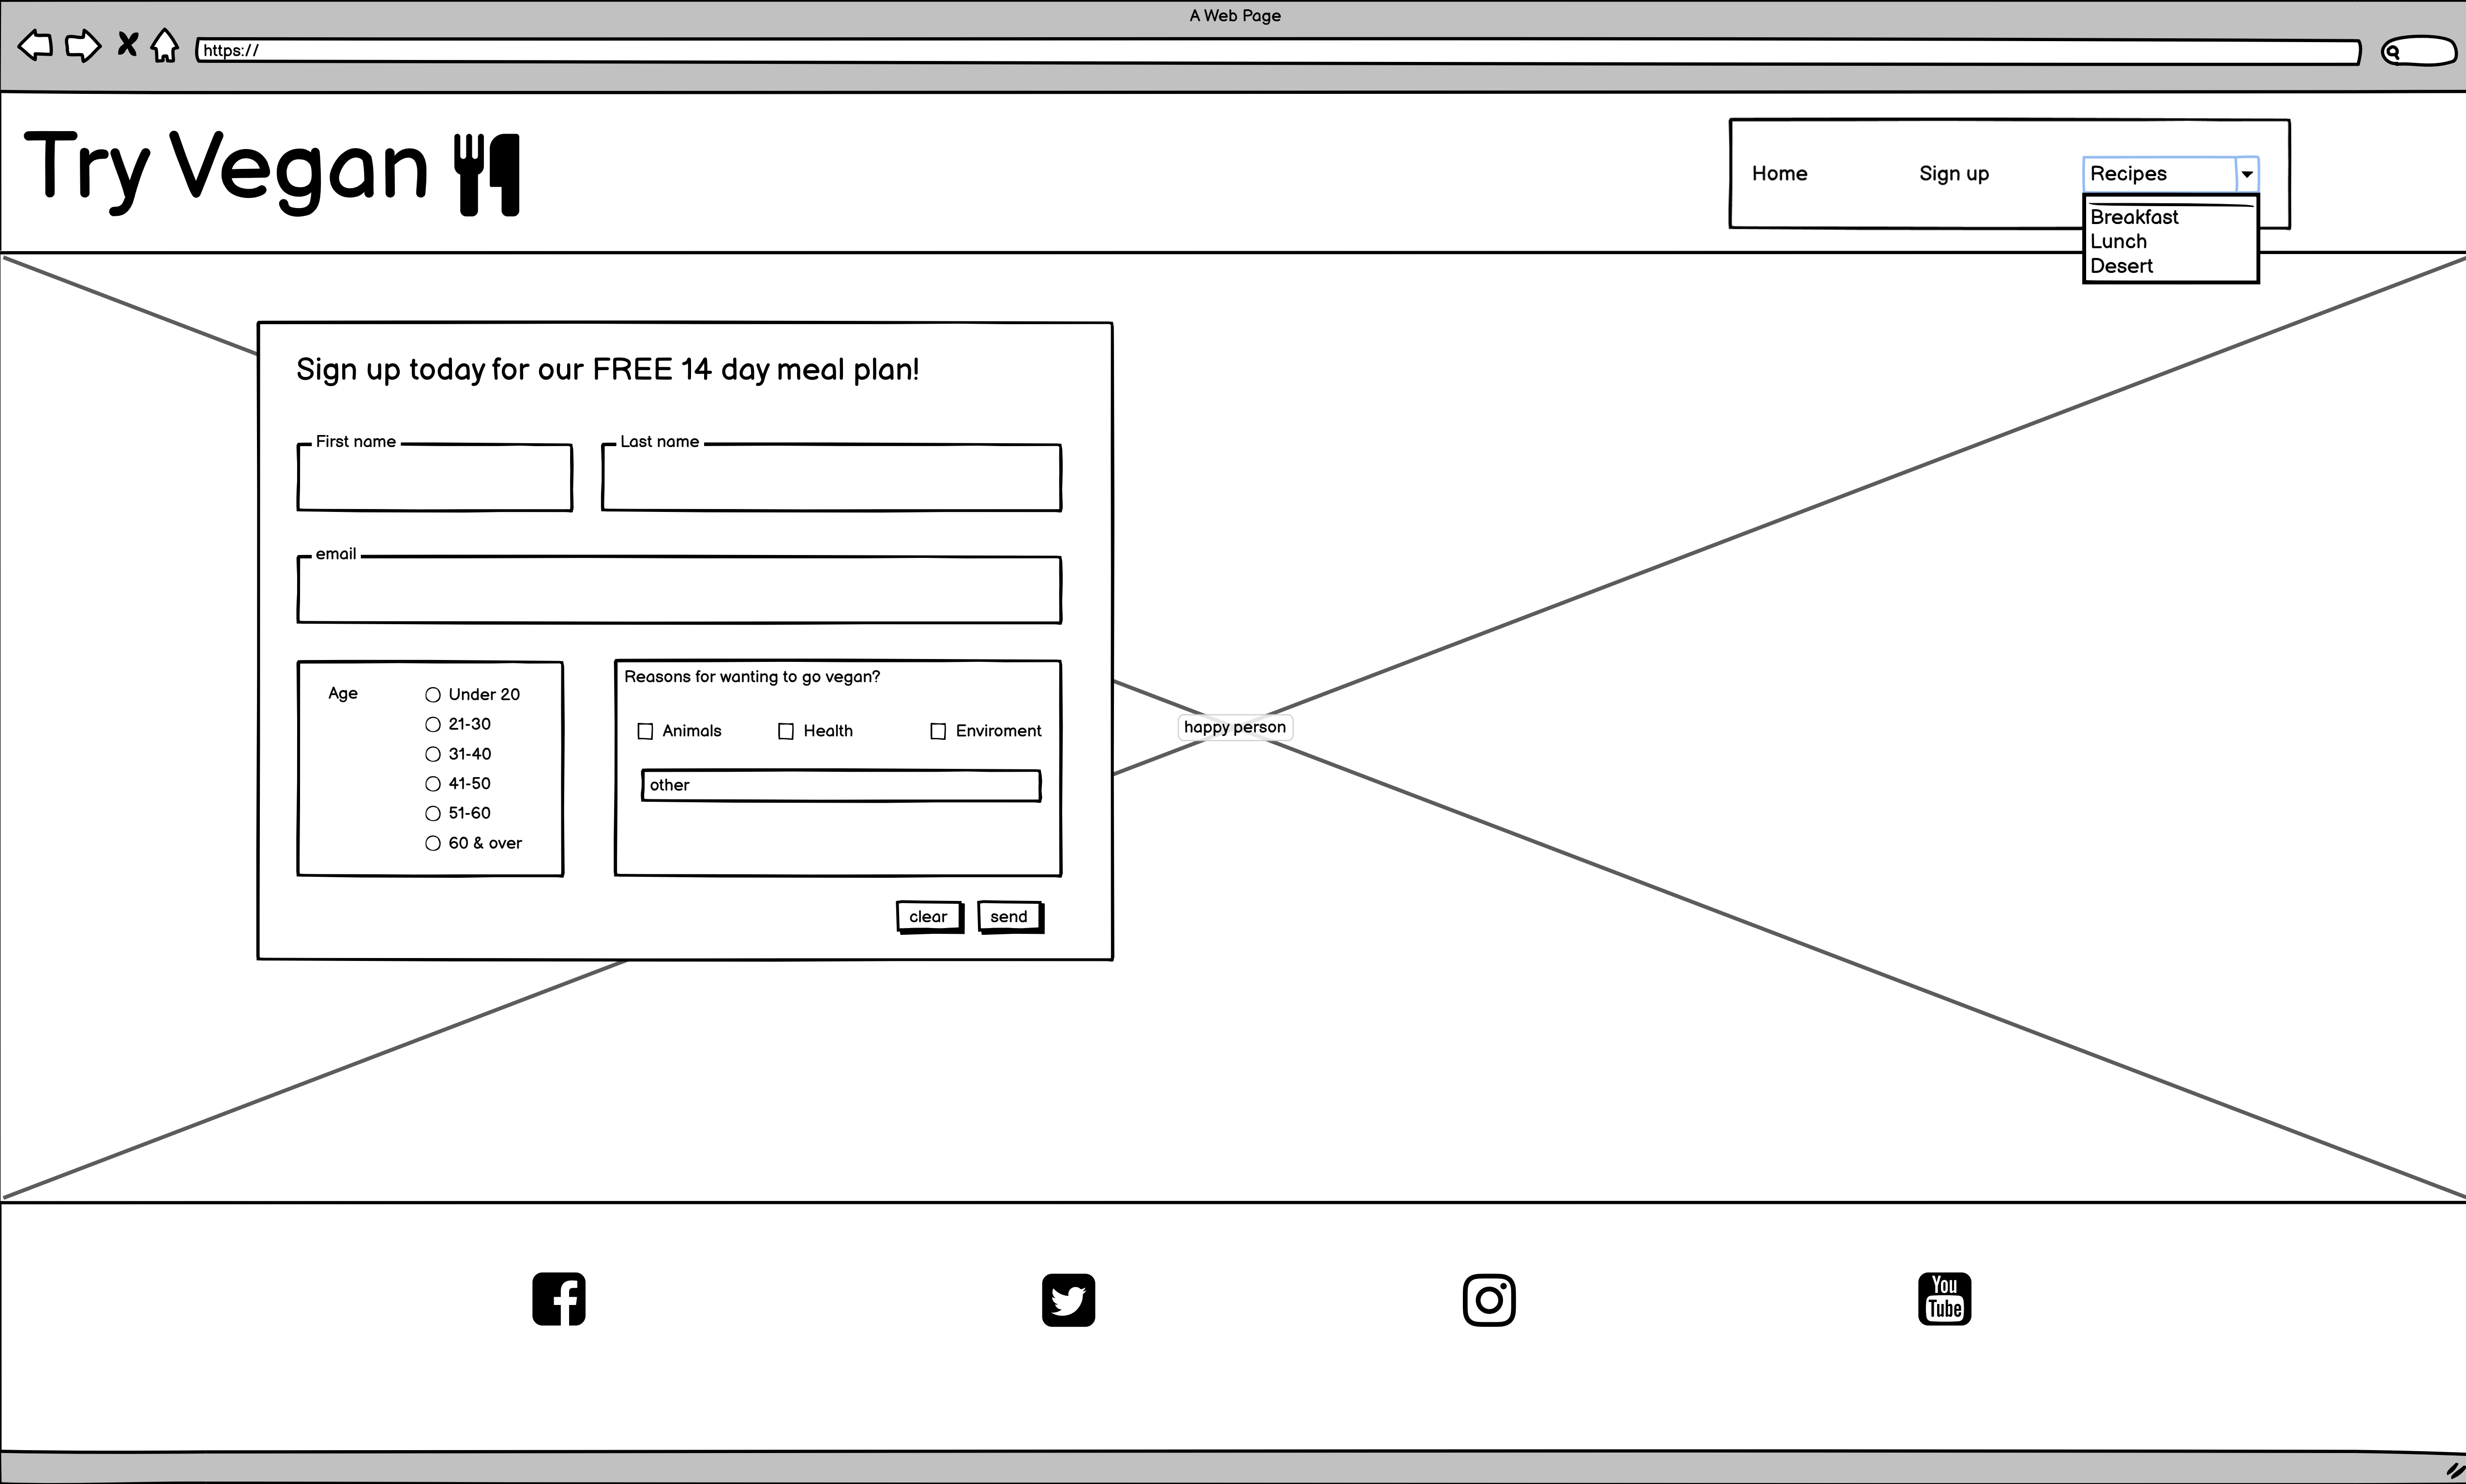 A Web Page
https://
Try Vegan
Home Sign up Recipes
Breakfast
Lunch
Desert
Sign up today for our FREE 14 day meal plan!
First name Last name
email
Age
Under 20
21-30
31-40
41-50
51-60
60 & over
Reasons for wanting to go vegan?
Animals Health Enviroment
other
clear send
happy person
You
Tube